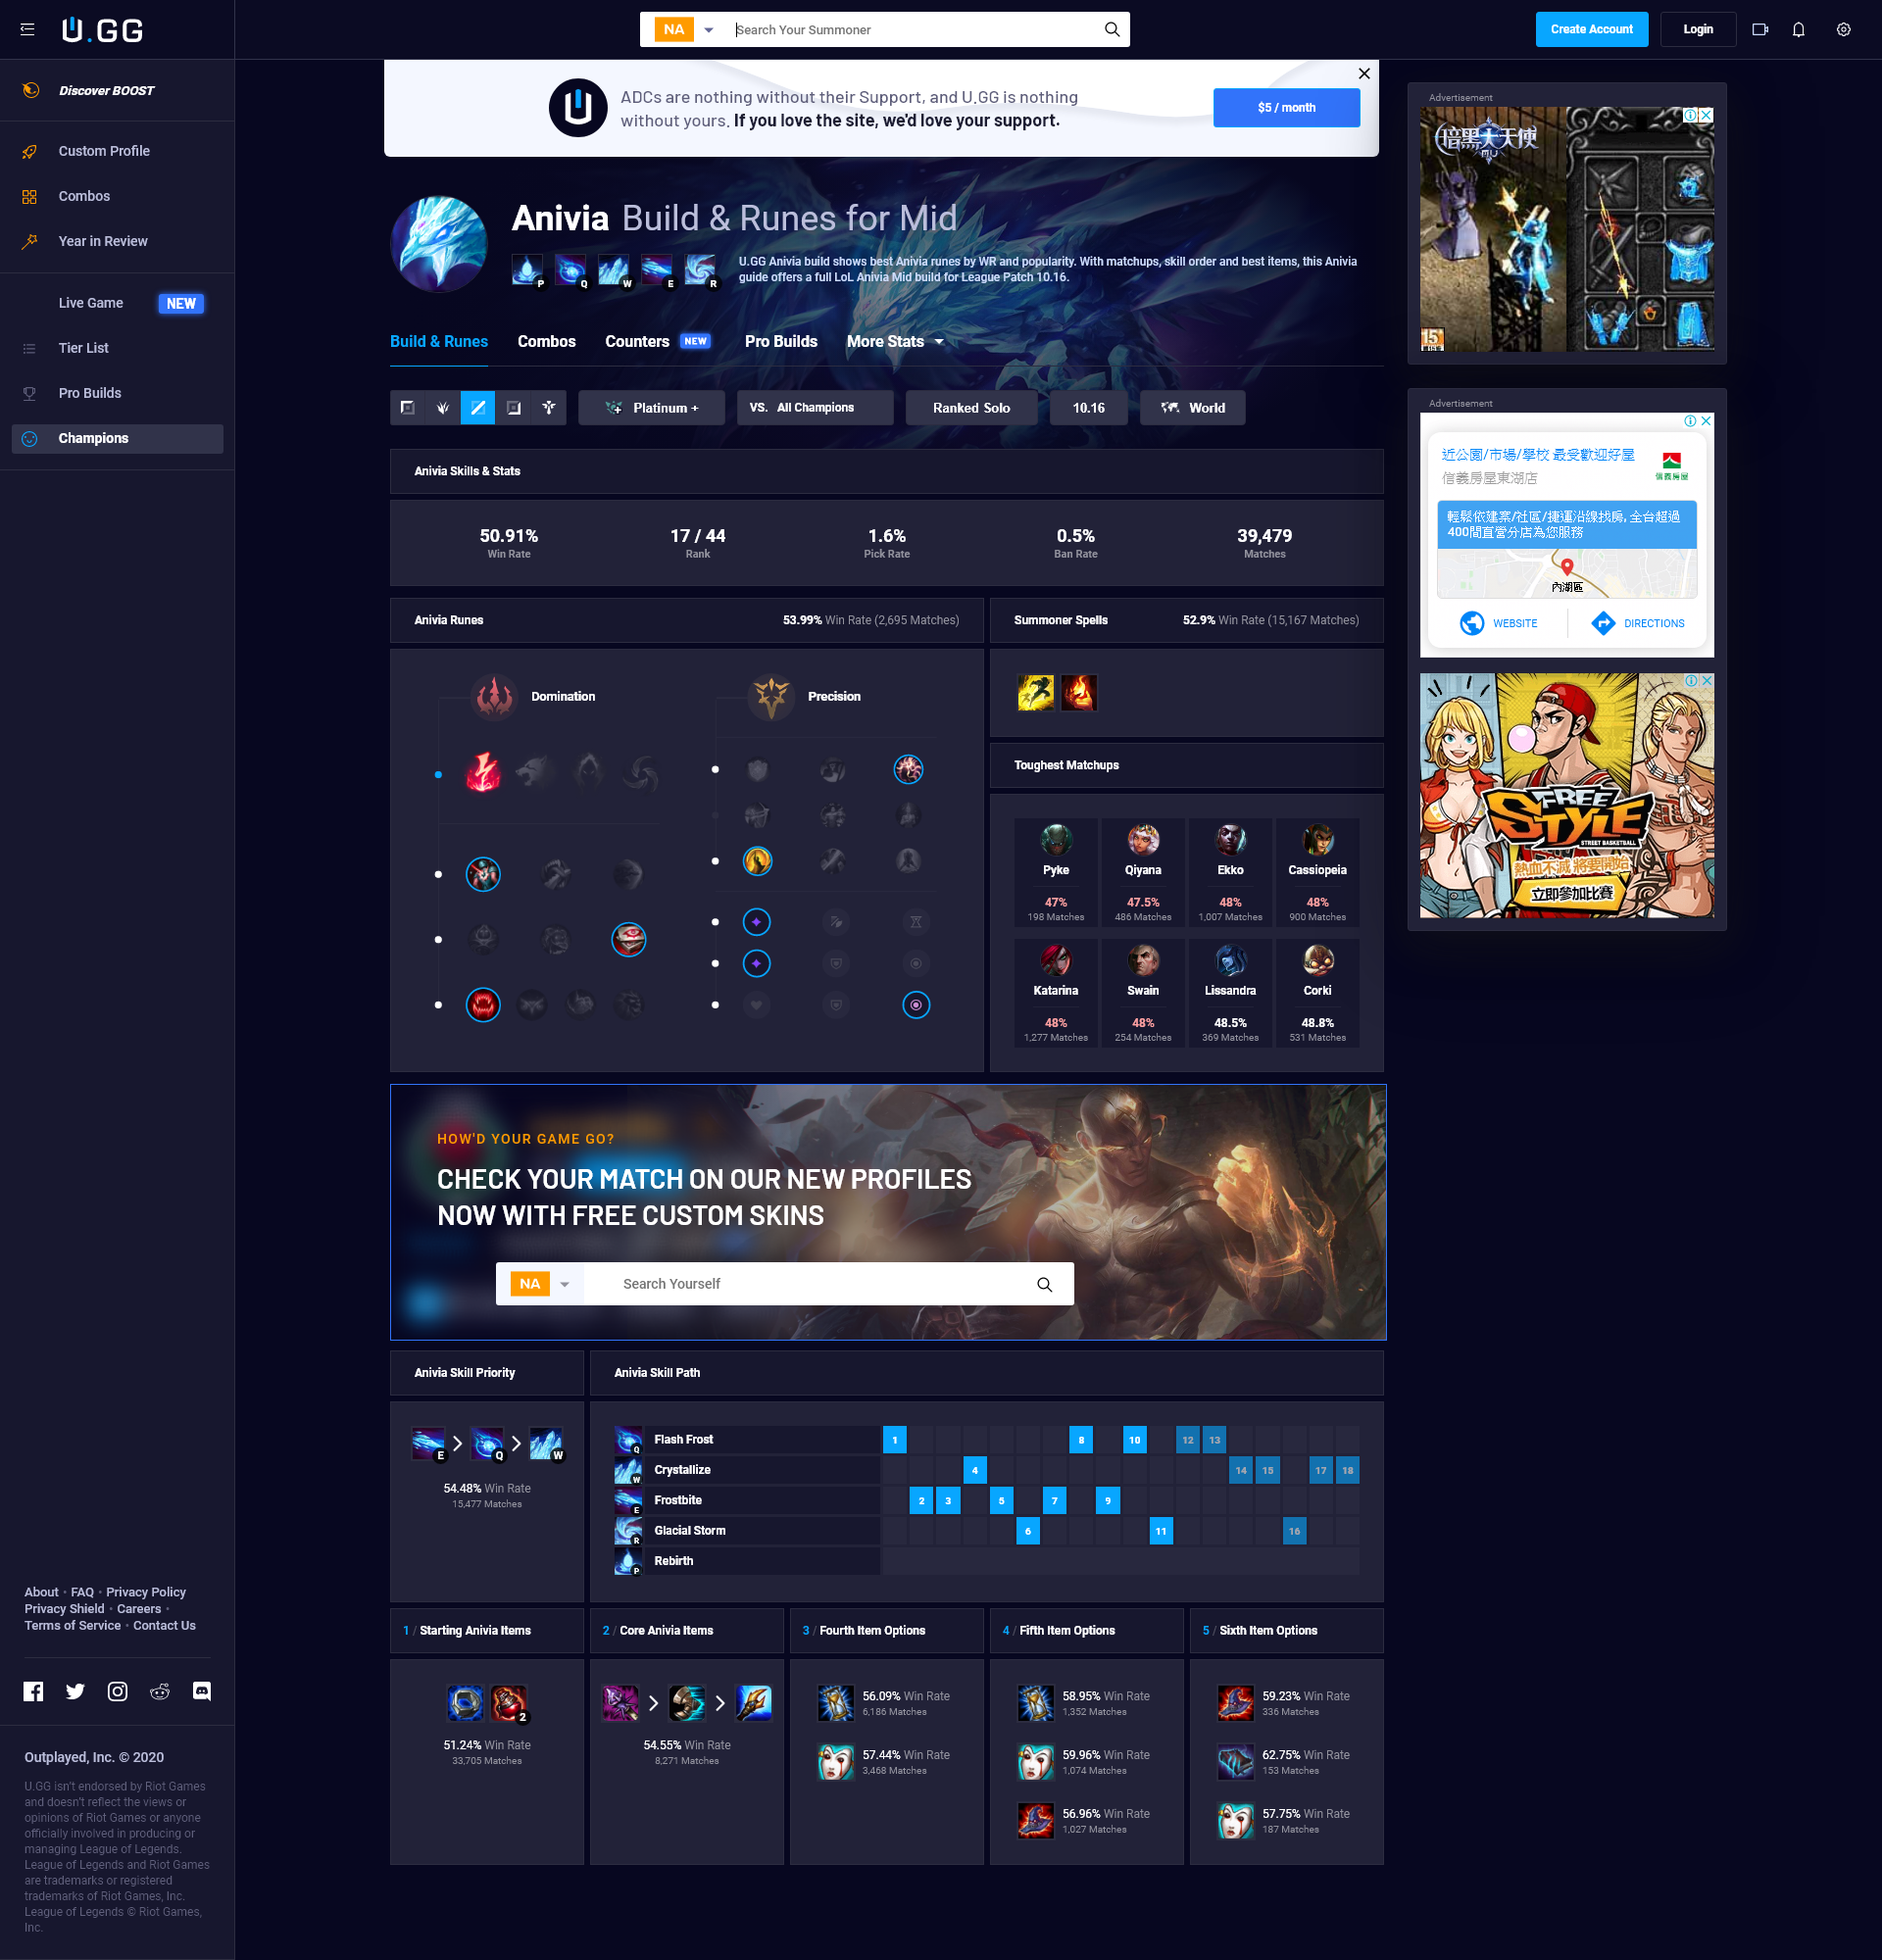 U.GG
NA
Search Your Summoner
Create Account
Login
Discover BOOST
Custom Profile
Combos
Year in Review
Live Game
NEW
Tier List
Pro Builds
Champions
About • FAQ • Privacy Policy
Privacy Shield • Careers •
Terms of Service • Contact Us
Outplayed, Inc. © 2020
U.GG isn't endorsed by Riot Games
and doesn't reflect the views or
opinions of Riot Games or anyone
officially involved in producing or
managing League of Legends.
League of Legends and Riot Games
are trademarks or registered
trademarks of Riot Games, Inc.
League of Legends © Riot Games,
Inc.
ADCs are nothing without their Support, and U.GG is nothing
without yours. If you love the site, we'd love your support.
$5 / month
Anivia Build & Runes for Mid
P
Q
W
E
R
U.GG Anivia build shows best Anivia runes by WR and popularity. With matchups, skill order and best items, this Anivia
guide offers a full LoL Anivia Mid build for League Patch 10.16.
Build & Runes
Combos
Counters
NEW
Pro Builds
More Stats
Platinum +
VS. All Champions
Ranked Solo
10.16
World
Anivia Skills & Stats
50.91%
Win Rate
17 / 44
Rank
1.6%
Pick Rate
0.5%
Ban Rate
39,479
Matches
Anivia Runes
53.99% Win Rate (2,695 Matches)
Domination
Precision
Summoner Spells
52.9% Win Rate (15,167 Matches)
Toughest Matchups
Pyke
47%
198 Matches
Qiyana
47.5%
486 Matches
Ekko
48%
1,007 Matches
Cassiopeia
48%
900 Matches
Katarina
48%
1,277 Matches
Swain
48%
254 Matches
Lissandra
48.5%
369 Matches
Corki
48.8%
531 Matches
HOW'D YOUR GAME GO?
CHECK YOUR MATCH ON OUR NEW PROFILES
NOW WITH FREE CUSTOM SKINS
NA
Search Yourself
Anivia Skill Priority
E
Q
W
54.48% Win Rate
15,477 Matches
Anivia Skill Path
Q Flash Frost 1 8 10 12 13
W Crystallize 4 14 15 17 18
E Frostbite 2 3 5 7 9
R Glacial Storm 6 11 16
P Rebirth
1 / Starting Anivia Items
2
51.24% Win Rate
33,705 Matches
2 / Core Anivia Items
54.55% Win Rate
8,271 Matches
3 / Fourth Item Options
56.09% Win Rate
6,186 Matches
57.44% Win Rate
3,468 Matches
4 / Fifth Item Options
58.95% Win Rate
1,352 Matches
59.96% Win Rate
1,074 Matches
56.96% Win Rate
1,027 Matches
5 / Sixth Item Options
59.23% Win Rate
336 Matches
62.75% Win Rate
153 Matches
57.75% Win Rate
187 Matches
Advertisement
暗黑大天使
MU
15+
Advertisement
近公園/市場/學校 最受歡迎好屋
信義房屋東湖店
信義房屋
輕鬆依建案/社區/捷運沿線找房, 全台超過
400間直營分店為您服務
內湖區
WEBSITE
DIRECTIONS
FREE
STYLE
STREET BASKETBALL
熱血不滅 將要開始
立即參加比賽